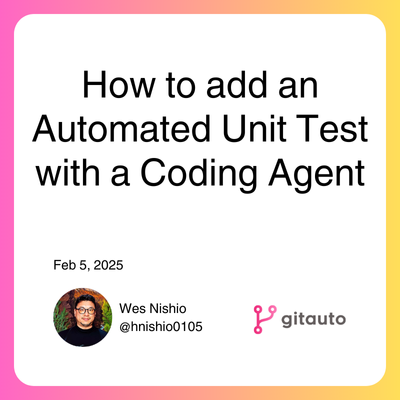 How to add an
Automated Unit Test
with a Coding Agent
Feb 5, 2025
Wes Nishio
@hnishio0105
gitauto